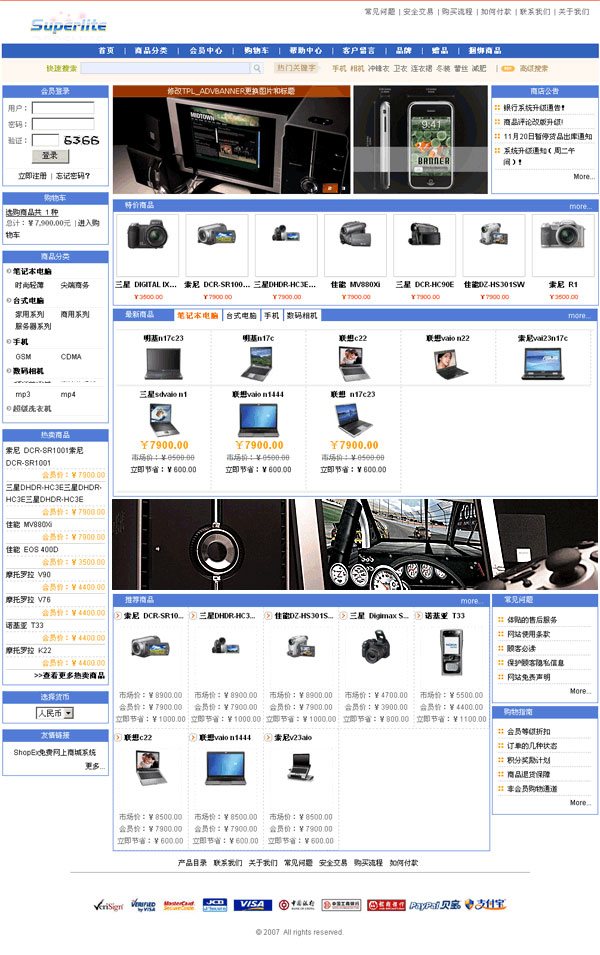 常见问题 | 安全交易 | 购买流程 | 如何付款 | 联系我们 | 关于我们
Superlite
首页 | 商品分类 | 会员中心 | 购物车 | 帮助中心 | 客户留言 | 品牌 | 赠品 | 捆绑商品
快速搜索 热门关键字 手机 相机 冲锋衣 卫衣 连衣裙 冬装 蕾丝 减肥 | 高级搜索
会员登录
用户：
密码：
验证： 6366
登录
立即注册 | 忘记密码?
修改TPL_ADVBANNER更换图片和标题
MIDTOWN
9:41
BANNER
商店公告
银行系统升级通告!
商品评论改版升级!
11月20日暂停货品出库通知
系统升级通知(周二午
间)!
More...
购物车
选购商品共 1 种
总计：￥7,900.00元 | 进入购
物车
特价商品 more...
三星 DIGITAL IX... 索尼 DCR-SR100... 三星DHDR-HC3E... 佳能 MV880Xi 三星 DCR-HC90E 佳能DZ-HS301SW 索尼 R1
￥3500.00 ￥7900.00 ￥7900.00 ￥7900.00 ￥7900.00 ￥7900.00 ￥3500.00
商品分类
笔记本电脑
时尚轻薄 尖端商务
台式电脑
家用系列 商用系列
服务器系列
手机
GSM CDMA
数码相机
mp3 mp4
超级洗衣机
最新商品 笔记本电脑 台式电脑 手机 数码相机 more...
明基n17c23 明基n17c 联想c22 联想vaio n22 索尼vai23n17c
三星sdvaio n1 联想vaio n1444 联想 n17c23
￥7900.00 ￥7900.00 ￥7900.00
市场价：￥8500.00 市场价：￥8500.00 市场价：￥8500.00
立即节省：￥600.00 立即节省：￥600.00 立即节省：￥600.00
热卖商品
索尼 DCR-SR1001索尼
DCR-SR1001
会员价：￥7900.00
三星DHDR-HC3E三星DHDR-
HC3E三星DHDR-HC3E
会员价：￥7900.00
佳能 MV880Xi
会员价：￥7900.00
佳能 EOS 400D
会员价：￥3500.00
摩托罗拉 V90
会员价：￥4400.00
摩托罗拉 V76
会员价：￥4400.00
诺基亚 T33
会员价：￥4400.00
摩托罗拉 K22
会员价：￥4400.00
>>查看更多热卖商品
选择货币
人民币
友情链接
ShopEx免费网上商城系统
更多...
推荐商品 more...
索尼 DCR-SR10... 三星DHDR-HC3... 佳能DZ-HS301S... 三星 Digimax S... 诺基亚 T33
市场价：￥8900.00 市场价：￥8900.00 市场价：￥8900.00 市场价：￥4700.00 市场价：￥5500.00
会员价：￥7900.00 会员价：￥7900.00 会员价：￥7900.00 会员价：￥3900.00 会员价：￥4400.00
立即节省：￥1000.00 立即节省：￥1000.00 立即节省：￥1000.00 立即节省：￥800.00 立即节省：￥1100.00
联想c22 联想vaio n1444 索尼v23aio
市场价：￥8500.00 市场价：￥8500.00 市场价：￥8500.00
会员价：￥7900.00 会员价：￥7900.00 会员价：￥7900.00
立即节省：￥600.00 立即节省：￥600.00 立即节省：￥600.00
常见问题
体贴的售后服务
网站使用条款
顾客必读
保护顾客隐私信息
网站免责声明
More...
购物指南
会员等级折扣
订单的几种状态
积分奖励计划
商品退货保障
非会员购物通道
More...
产品目录 联系我们 关于我们 常见问题 安全交易 购买流程 如何付款
VeriSign VERIFIED by VISA MasterCard SecureCode JCB VISA 中国银行 中国工商银行 招商银行 PayPal 贝宝 支付宝
© 2007 All rights reserved.